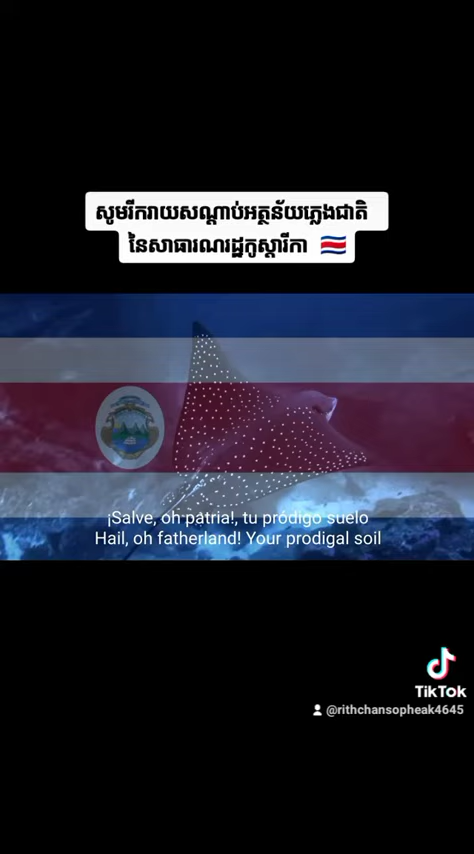 សូមរីករាយសណ្ដាប់អត្ថន័យភ្លេងជាតិ
នៃសាធារណរដ្ឋកូស្តារីកា 🇨🇷
¡Salve, oh patria!, tu pródigo suelo
Hail, oh fatherland! Your prodigal soil
TikTok
@rithchansopheak4645